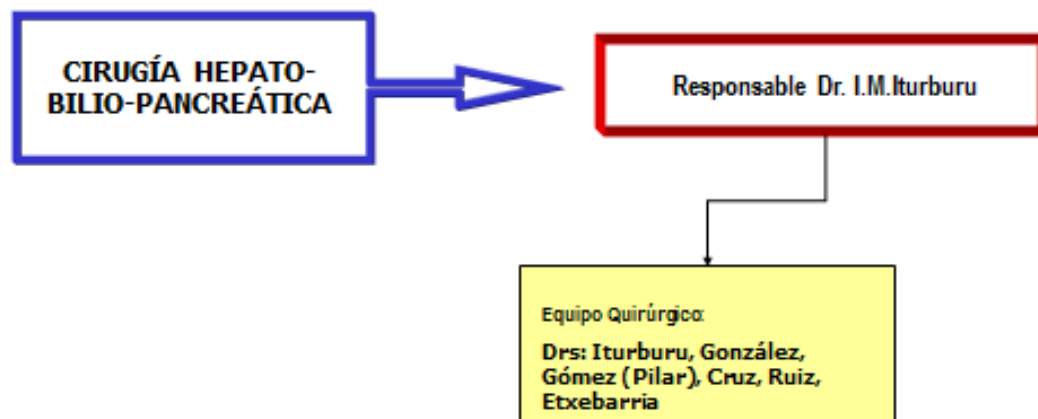 CIRUGÍA HEPATO-
BILIO-PANCREÁTICA
Responsable Dr. I.M.Iturburu
Equipo Quirúrgico:
Drs: Iturburu, González,
Gómez (Pilar), Cruz, Ruiz,
Etxebarria